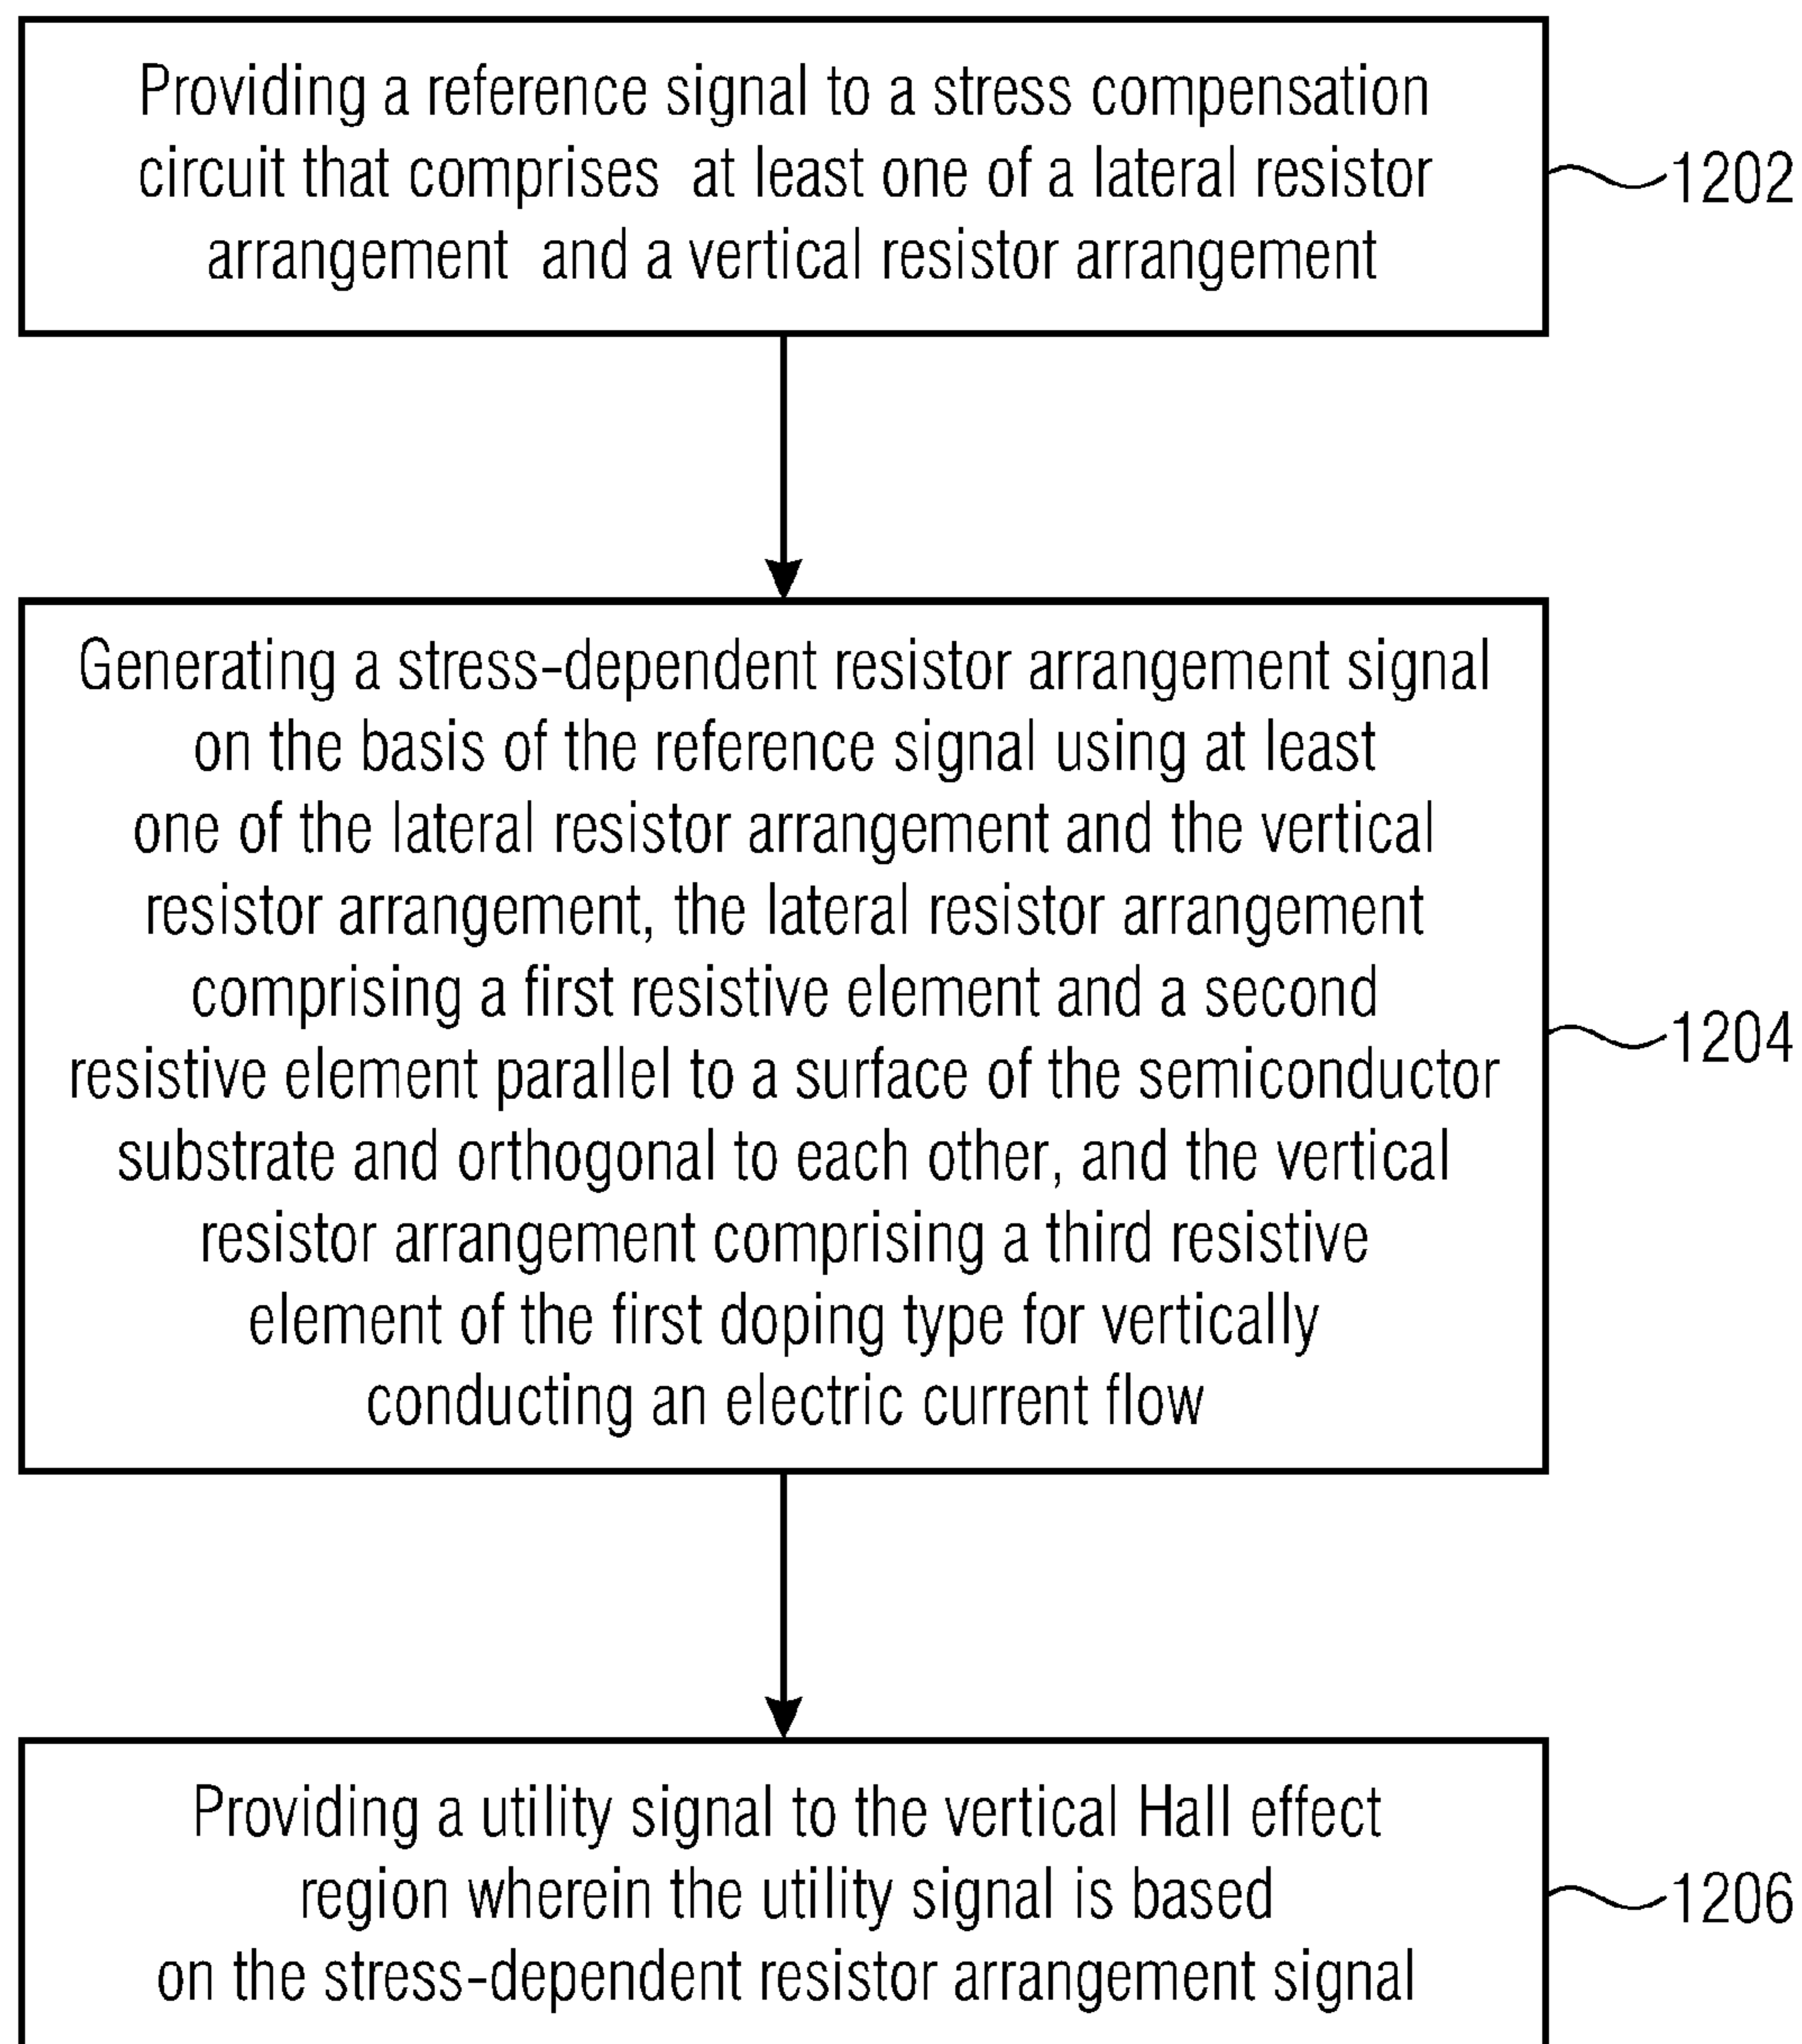 Providing a reference signal to a stress compensation
circuit that comprises at least one of a lateral resistor
arrangement and a vertical resistor arrangement
1202
Generating a stress-dependent resistor arrangement signal
on the basis of the reference signal using at least
one of the lateral resistor arrangement and the vertical
resistor arrangement, the lateral resistor arrangement
comprising a first resistive element and a second
resistive element parallel to a surface of the semiconductor
substrate and orthogonal to each other, and the vertical
resistor arrangement comprising a third resistive
element of the first doping type for vertically
conducting an electric current flow
1204
Providing a utility signal to the vertical Hall effect
region wherein the utility signal is based
on the stress-dependent resistor arrangement signal
1206